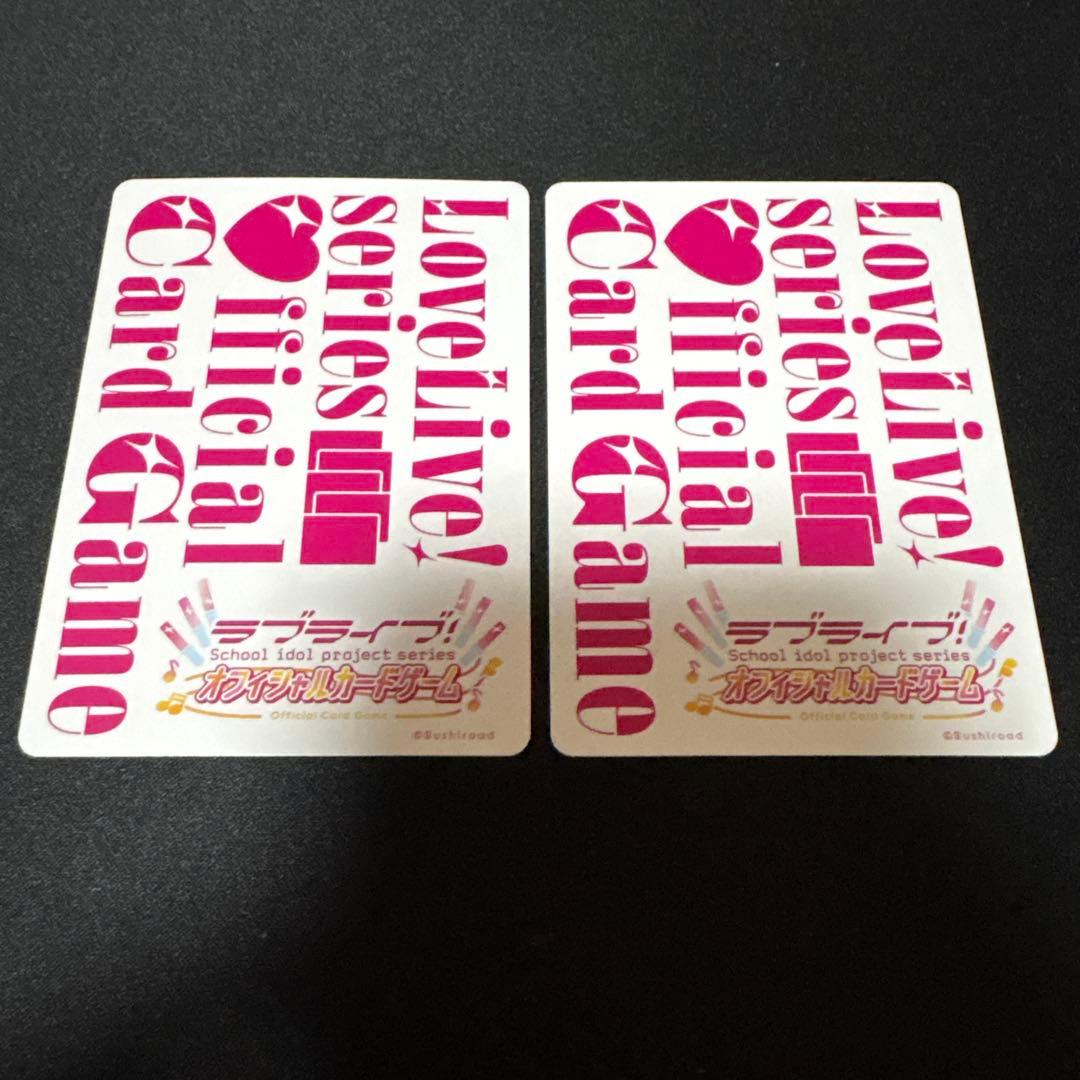 LoveLive!
series
Official
Card Game
ラブライブ!
School idol project series
オフィシャルカードゲーム
Official Card Game
©Bushiroad
LoveLive!
series
Official
Card Game
ラブライブ!
School idol project series
オフィシャルカードゲーム
Official Card Game
©Bushiroad